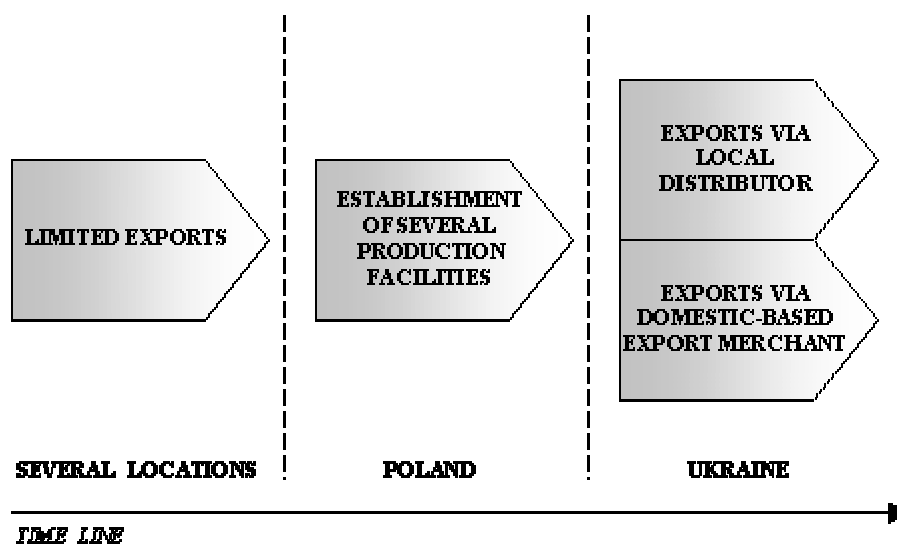 LIMITED EXPORTS
ESTABLISHMENT
OF SEVERAL
PRODUCTION
FACILITIES
EXPORTS VIA
LOCAL
DISTRIBUTOR
EXPORTS VIA
DOMESTIC-BASED
EXPORT MERCHANT
SEVERAL LOCATIONS
POLAND
UKRAINE
TIME LINE